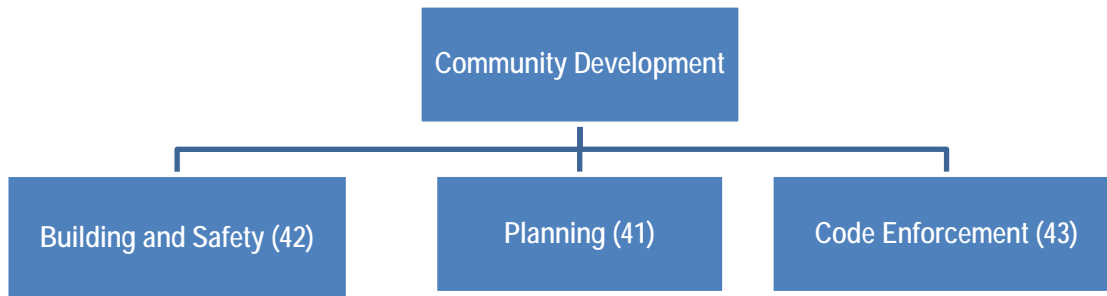 Community Development
Building and Safety (42)
Planning (41)
Code Enforcement (43)